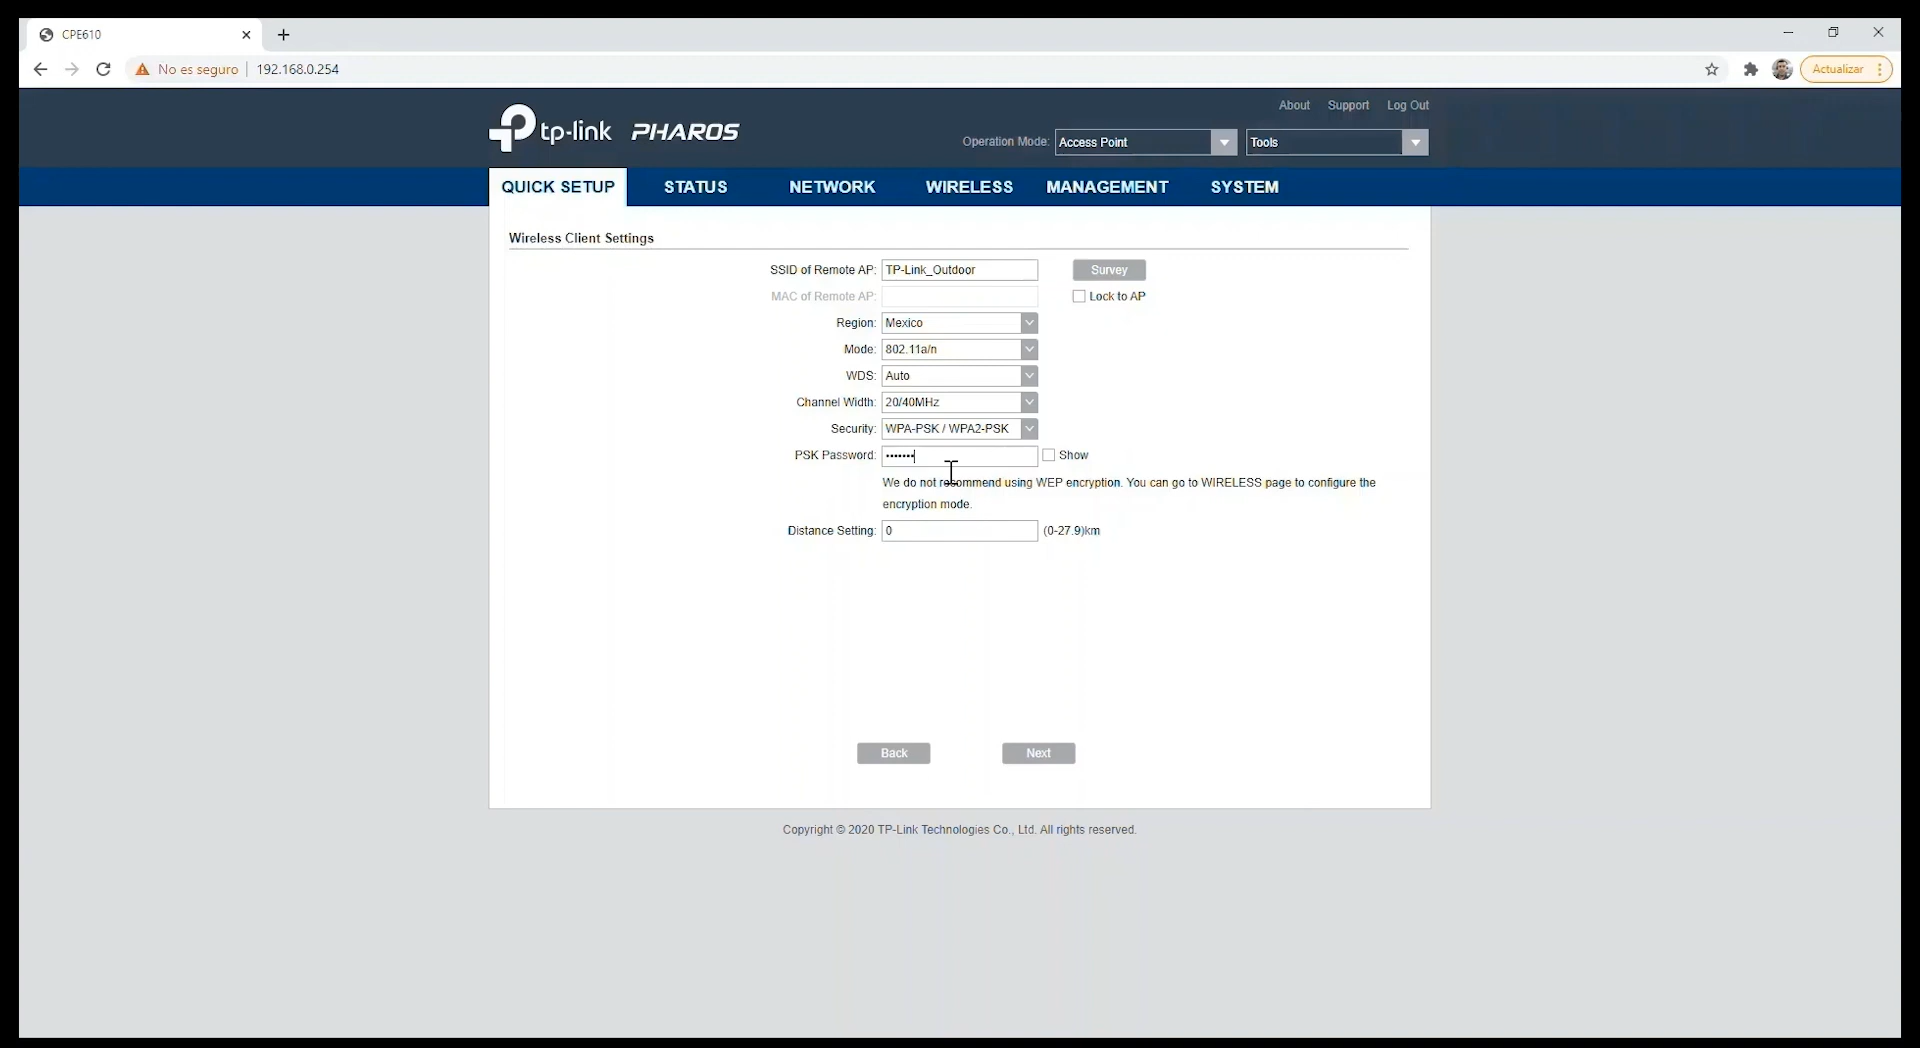 CPE610
No es seguro 192.168.0.254 Actualizar
About Support Log Out
tp-link PHAROS
Operation Mode: Access Point Tools
QUICK SETUP STATUS NETWORK WIRELESS MANAGEMENT SYSTEM
Wireless Client Settings
SSID of Remote AP: TP-Link_Outdoor Survey
MAC of Remote AP: Lock to AP
Region: Mexico
Mode: 802.11a/n
WDS: Auto
Channel Width: 20/40MHz
Security: WPA-PSK / WPA2-PSK
PSK Password: ••••••• Show
We do not recommend using WEP encryption. You can go to WIRELESS page to configure the
encryption mode.
Distance Setting: 0 (0-27.9)km
Back Next
Copyright © 2020 TP-Link Technologies Co., Ltd. All rights reserved.